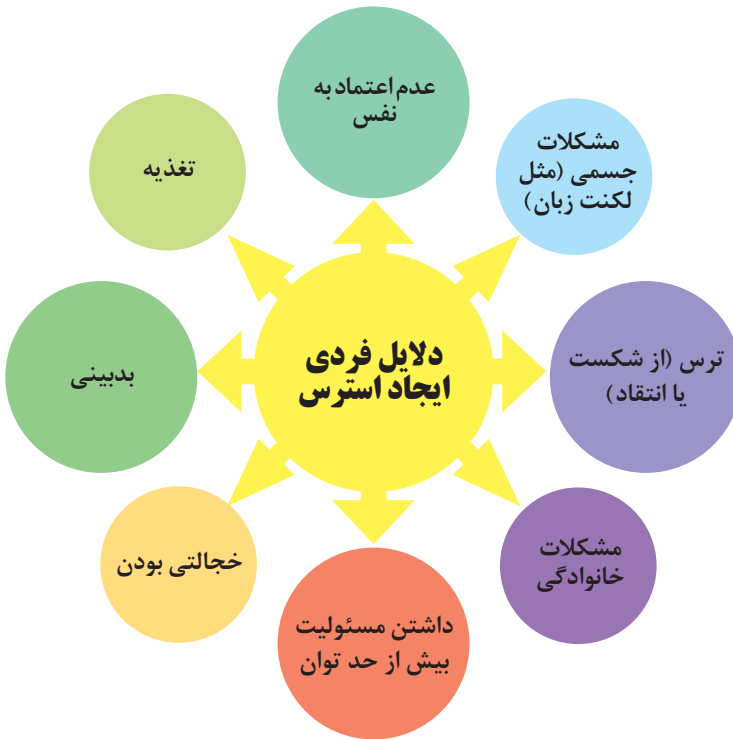 دلایل فردی
ایجاد استرس
عدم اعتماد به
نفس
مشکلات
جسمی (مثل
لکنت زبان)
ترس (از شکست
یا انتقاد)
مشکلات
خانوادگی
داشتن مسئولیت
بیش از حد توان
خجالتی بودن
بدبینی
تغذیه